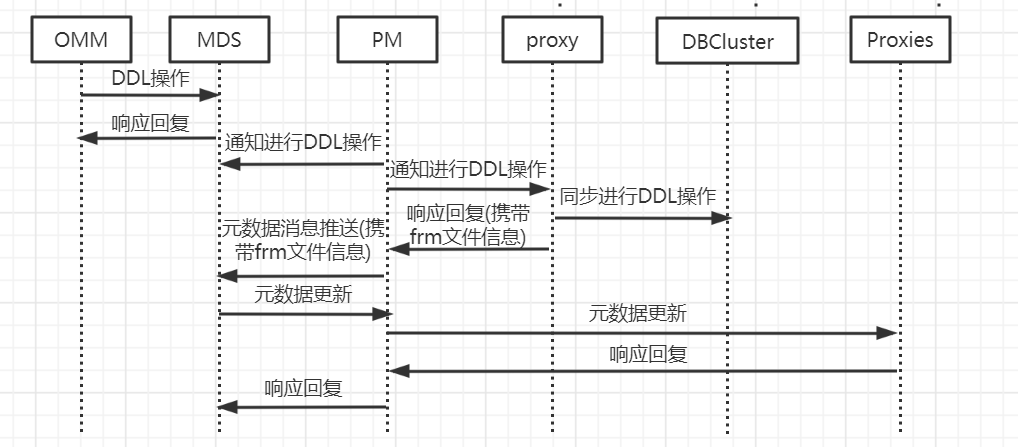 OMM
MDS
PM
proxy
DBCluster
Proxies
DDL操作
响应回复
通知进行DDL操作
通知进行DDL操作
同步进行DDL操作
响应回复(携带
frm文件信息)
元数据消息推送(携
带frm文件信息)
元数据更新
元数据更新
响应回复
响应回复